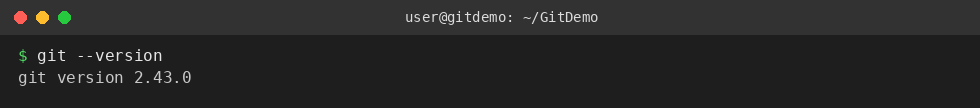 user@gitdemo: ~/GitDemo
$ git --version
git version 2.43.0